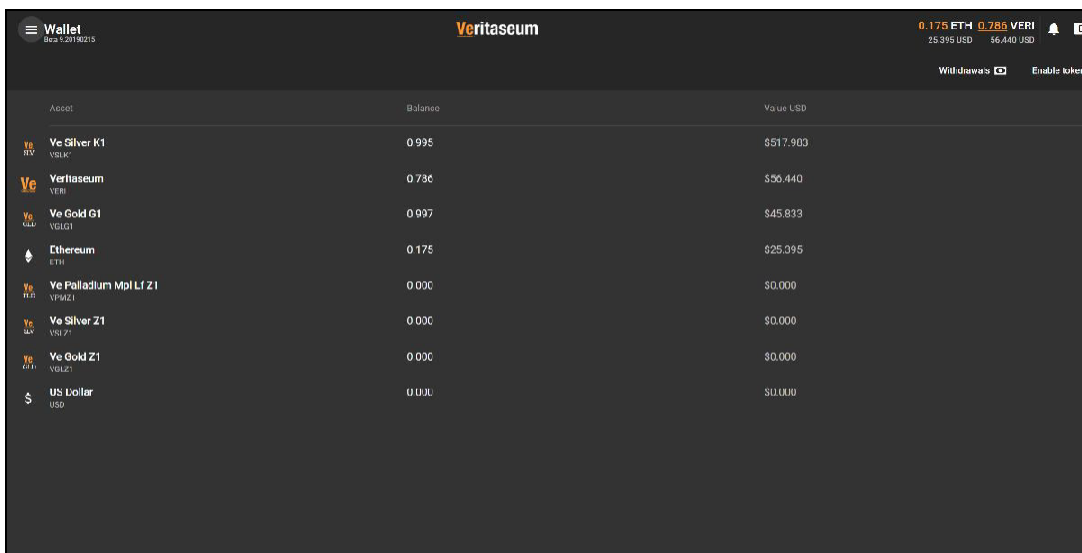 Wallet
Beta 9.20190215
Veritaseum
0.175 ETH 0.786 VERI
25.395 USD 56.440 USD
Withdrawals
Enable token
Asset Balance Value USD
Ve Silver K1 0.995 $517.903
VSLK1
Veritaseum 0.786 $56.440
VERI
Ve Gold G1 0.997 $45.833
VGLG1
Ethereum 0.175 $25.395
ETH
Ve Palladium Mpl Lf Z1 0.000 $0.000
VPMZ1
Ve Silver Z1 0.000 $0.000
VSLZ1
Ve Gold Z1 0.000 $0.000
VGLZ1
$ US Dollar 0.000 $0.000
USD